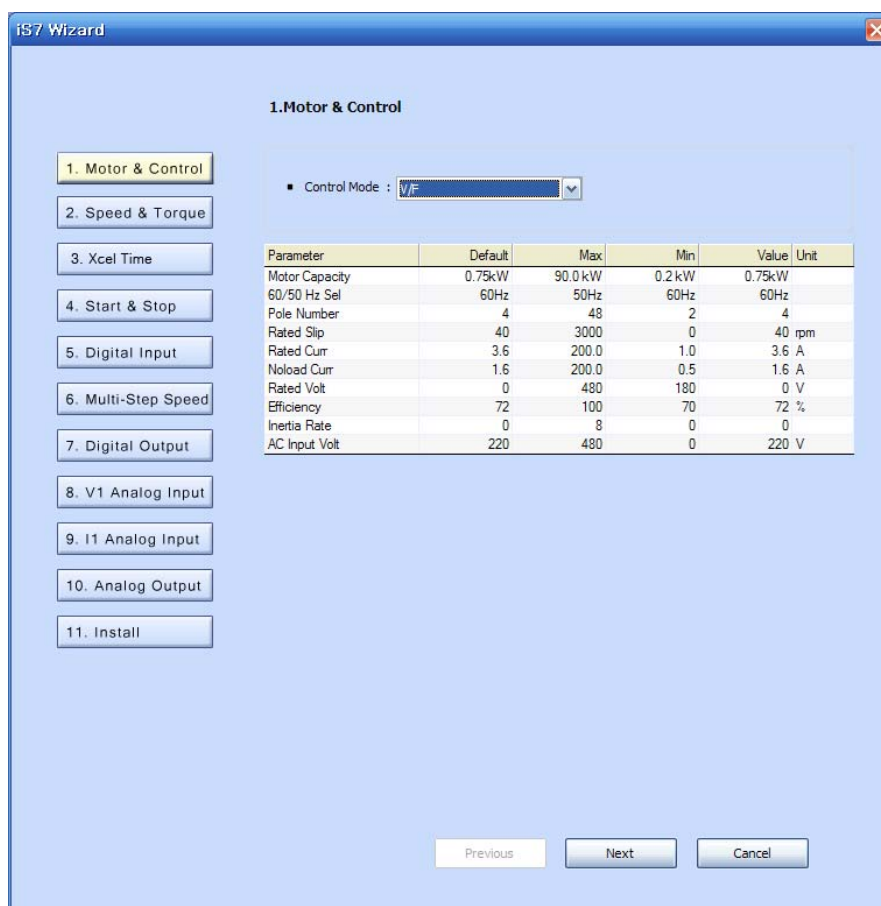 iS7 Wizard
1.Motor & Control
1. Motor & Control
2. Speed & Torque
3. Xcel Time
4. Start & Stop
5. Digital Input
6. Multi-Step Speed
7. Digital Output
8. V1 Analog Input
9. I1 Analog Input
10. Analog Output
11. Install
▪ Control Mode : V/F
Parameter Default Max Min Value Unit
Motor Capacity 0.75kW 90.0 kW 0.2 kW 0.75kW
60/50 Hz Sel 60Hz 50Hz 60Hz 60Hz
Pole Number 4 48 2 4
Rated Slip 40 3000 0 40 rpm
Rated Curr 3.6 200.0 1.0 3.6 A
Noload Curr 1.6 200.0 0.5 1.6 A
Rated Volt 0 480 180 0 V
Efficiency 72 100 70 72 %
Inertia Rate 0 8 0 0
AC Input Volt 220 480 0 220 V
Previous Next Cancel